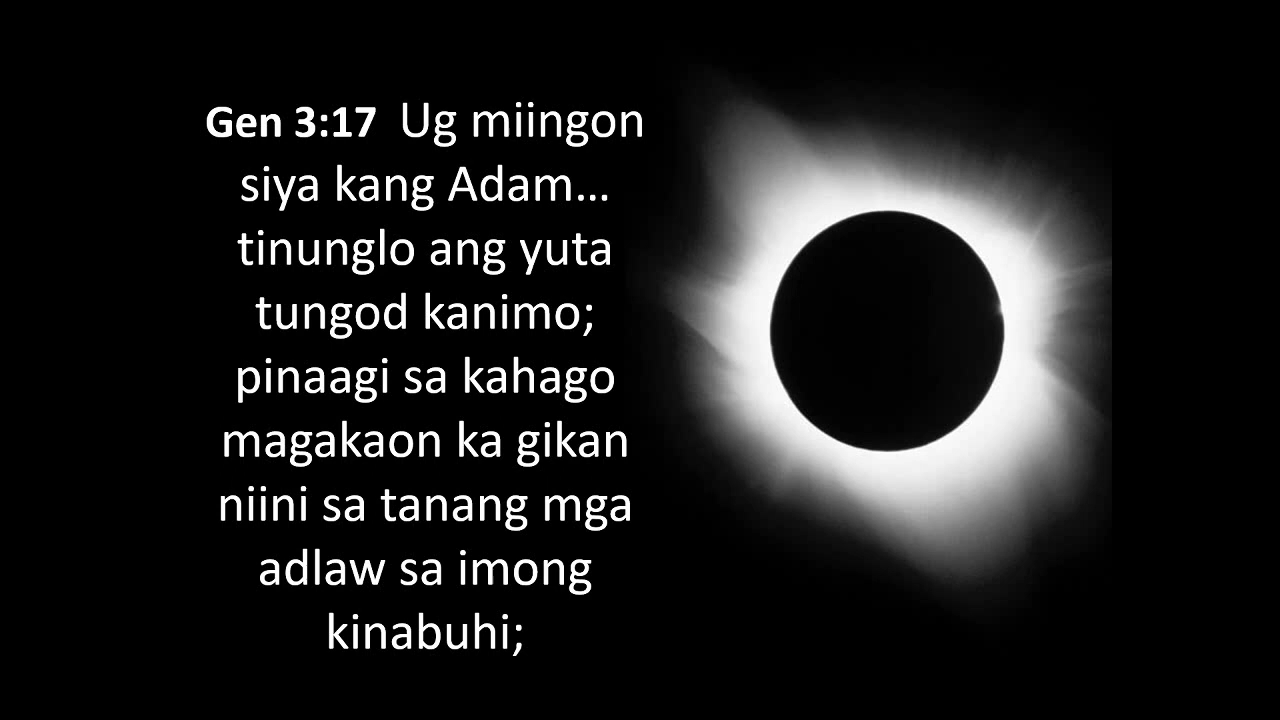 Gen 3:17 Ug miingon
siya kang Adam…
tinunglo ang yuta
tungod kanimo;
pinaagi sa kahago
magakaon ka gikan
niini sa tanang mga
adlaw sa imong
kinabuhi;